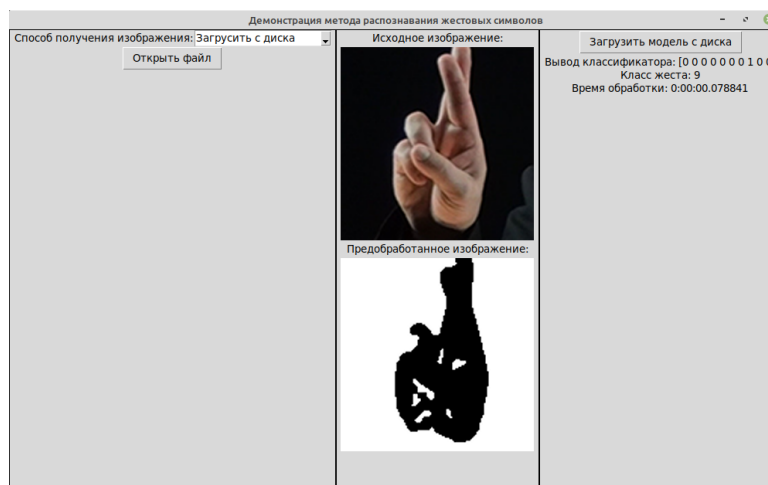 Демонстрация метода распознавания жестовых символов
Способ получения изображения: Загрусить с диска
Открыть файл
Исходное изображение:
Предобработанное изображение:
Загрузить модель с диска
Вывод классификатора: [0 0 0 0 0 0 0 1 0 0
Класс жеста: 9
Время обработки: 0:00:00.078841